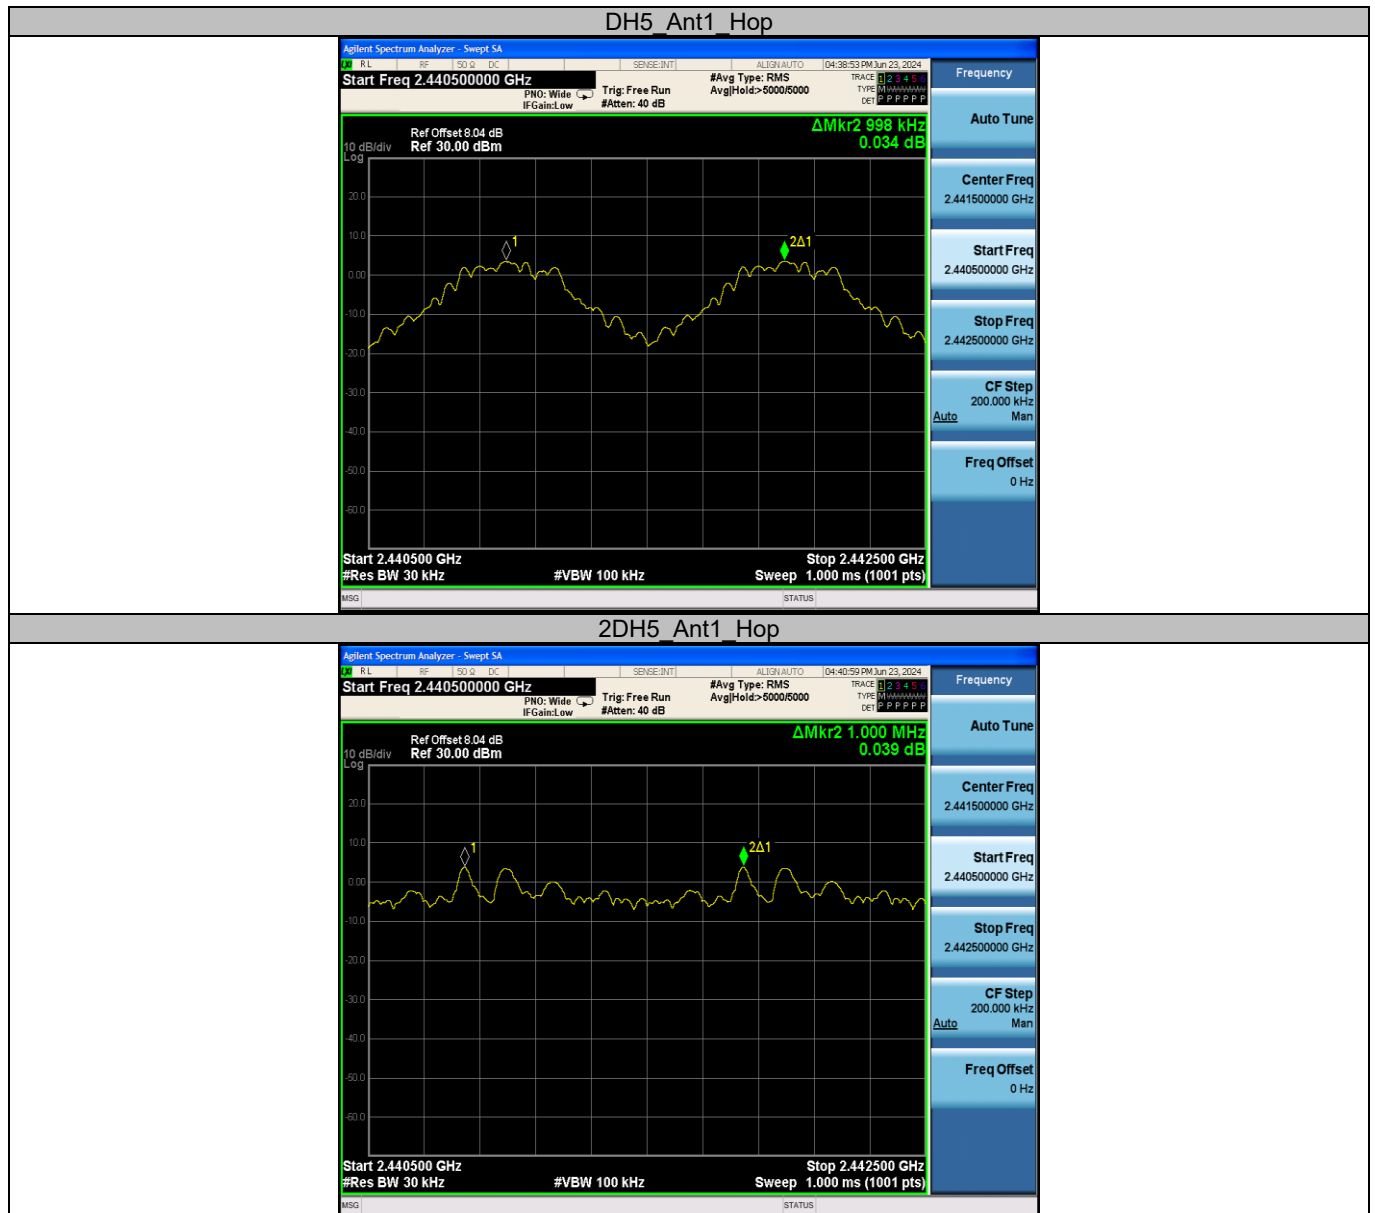 DH5_Ant1_Hop
Agilent Spectrum Analyzer - Swept SA
RL RF 50 Ω DC SENSE:INT ALIGN AUTO 04:38:53 PM Jun 23, 2024
Start Freq 2.440500000 GHz
PNO: Wide
IFGain:Low
Trig: Free Run
#Atten: 40 dB
#Avg Type: RMS
Avg|Hold:>5000/5000
TRACE 1 2 3 4 5 6
TYPE M
DET P P P P P P
ΔMkr2 998 kHz
0.034 dB
Ref Offset 8.04 dB
10 dB/div Ref 30.00 dBm
Log
20.0
10.0
0.00
-10.0
-20.0
-30.0
-40.0
-50.0
-60.0
1
2Δ1
Start 2.440500 GHz Stop 2.442500 GHz
#Res BW 30 kHz #VBW 100 kHz Sweep 1.000 ms (1001 pts)
MSG STATUS
Frequency
Auto Tune
Center Freq
2.441500000 GHz
Start Freq
2.440500000 GHz
Stop Freq
2.442500000 GHz
CF Step
200.000 kHz
Auto Man
Freq Offset
0 Hz
2DH5_Ant1_Hop
Agilent Spectrum Analyzer - Swept SA
RL RF 50 Ω DC SENSE:INT ALIGN AUTO 04:40:59 PM Jun 23, 2024
Start Freq 2.440500000 GHz
PNO: Wide
IFGain:Low
Trig: Free Run
#Atten: 40 dB
#Avg Type: RMS
Avg|Hold:>5000/5000
TRACE 1 2 3 4 5 6
TYPE M
DET P P P P P P
ΔMkr2 1.000 MHz
0.039 dB
Ref Offset 8.04 dB
10 dB/div Ref 30.00 dBm
Log
20.0
10.0
0.00
-10.0
-20.0
-30.0
-40.0
-50.0
-60.0
1
2Δ1
Start 2.440500 GHz Stop 2.442500 GHz
#Res BW 30 kHz #VBW 100 kHz Sweep 1.000 ms (1001 pts)
MSG STATUS
Frequency
Auto Tune
Center Freq
2.441500000 GHz
Start Freq
2.440500000 GHz
Stop Freq
2.442500000 GHz
CF Step
200.000 kHz
Auto Man
Freq Offset
0 Hz